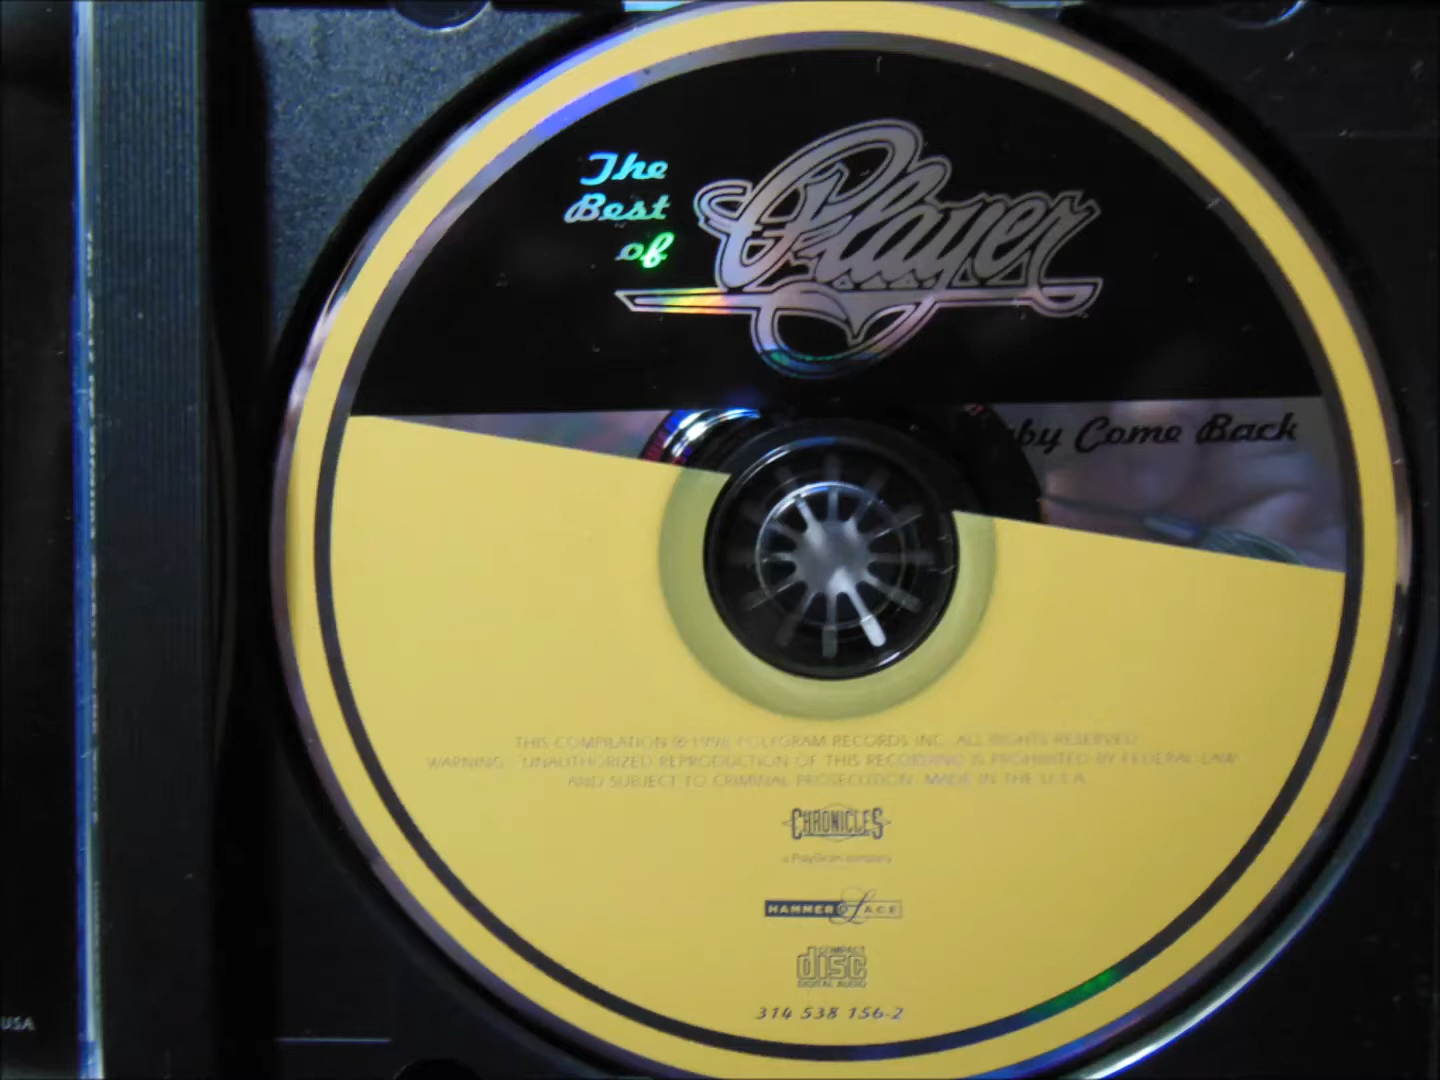 The
Best
of
Player
by Come Back
THIS COMPILATION ℗ 1998 POLYGRAM RECORDS INC. ALL RIGHTS RESERVED
WARNING: UNAUTHORIZED REPRODUCTION OF THIS RECORDING IS PROHIBITED BY FEDERAL LAW
AND SUBJECT TO CRIMINAL PROSECUTION. MADE IN THE U.S.A.
CHRONICLES
a PolyGram company
HAMMER & LACE
COMPACT
disc
DIGITAL AUDIO
314 538 156-2
USA